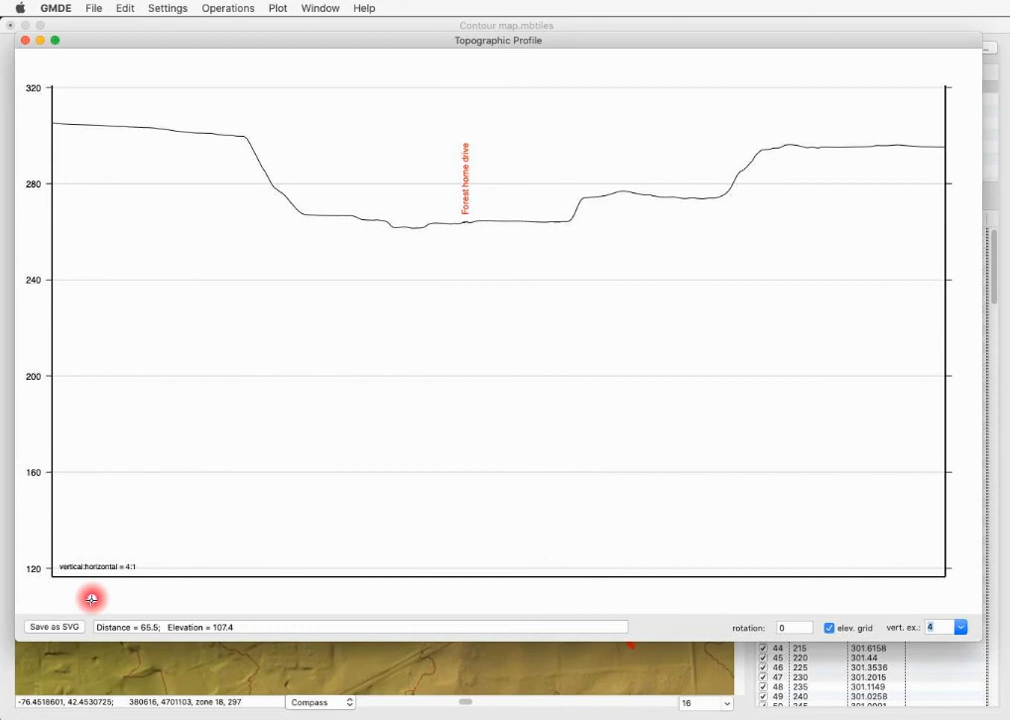 GMDE File Edit Settings Operations Plot Window Help
Contour map.mbtiles
Topographic Profile
320
280
240
200
160
120
Forest home drive
vertical:horizontal = 4:1
Save as SVG
Distance = 65.5; Elevation = 107.4
rotation: 0
elev. grid
vert. ex.: 4
44 215 301.6158
45 220 301.44
46 225 301.3536
47 230 301.2015
48 235 301.1149
49 240 301.0258
-76.4518601, 42.4530725; 380616, 4701103, zone 18, 297
Compass
16